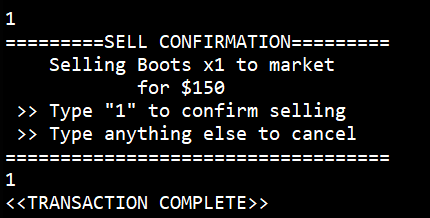 1
=========SELL CONFIRMATION=========
Selling Boots x1 to market
for $150
>> Type "1" to confirm selling
>> Type anything else to cancel
===================================
1
<<TRANSACTION COMPLETE>>